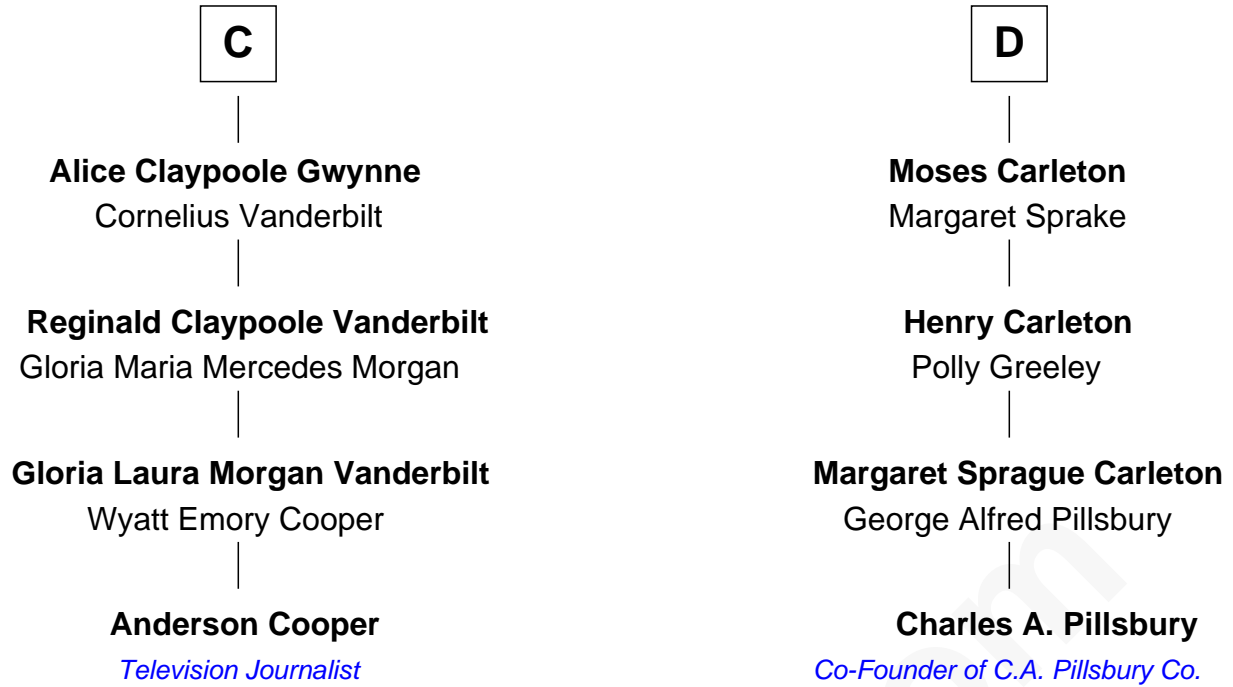 C
Alice Claypoole Gwynne
Cornelius Vanderbilt
Reginald Claypoole Vanderbilt
Gloria Maria Mercedes Morgan
Gloria Laura Morgan Vanderbilt
Wyatt Emory Cooper
Anderson Cooper
Television Journalist
D
Moses Carleton
Margaret Sprake
Henry Carleton
Polly Greeley
Margaret Sprague Carleton
George Alfred Pillsbury
Charles A. Pillsbury
Co-Founder of C.A. Pillsbury Co.